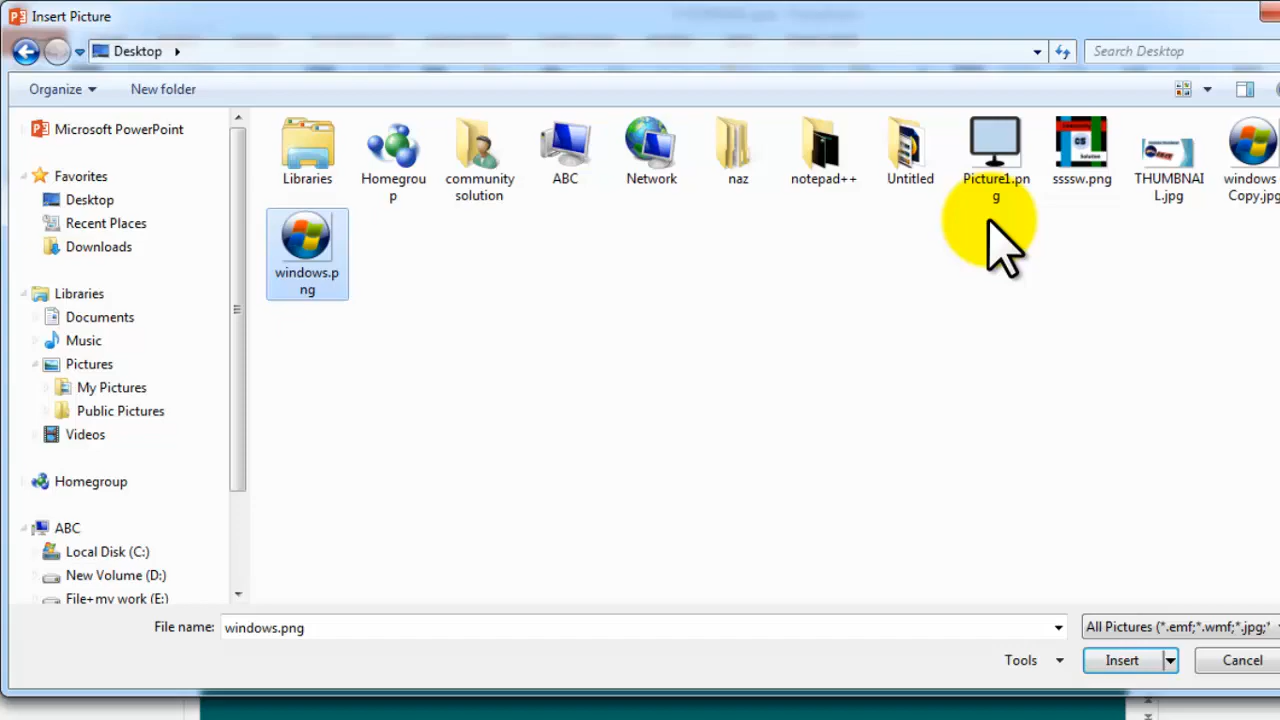 Insert Picture
Desktop
Search Desktop
Organize
New folder
Microsoft PowerPoint
Favorites
Desktop
Recent Places
Downloads
Libraries
Documents
Music
Pictures
My Pictures
Public Pictures
Videos
Homegroup
ABC
Local Disk (C:)
New Volume (D:)
File+my work (E:)
Libraries
Homegrou
p
community
solution
ABC
Network
naz
notepad++
Untitled
Picture1.pn
g
ssssw.png
THUMBNAI
L.jpg
windows
Copy.jpg
windows.p
ng
File name:
windows.png
All Pictures (*.emf;*.wmf;*.jpg;*
Tools
Insert
Cancel